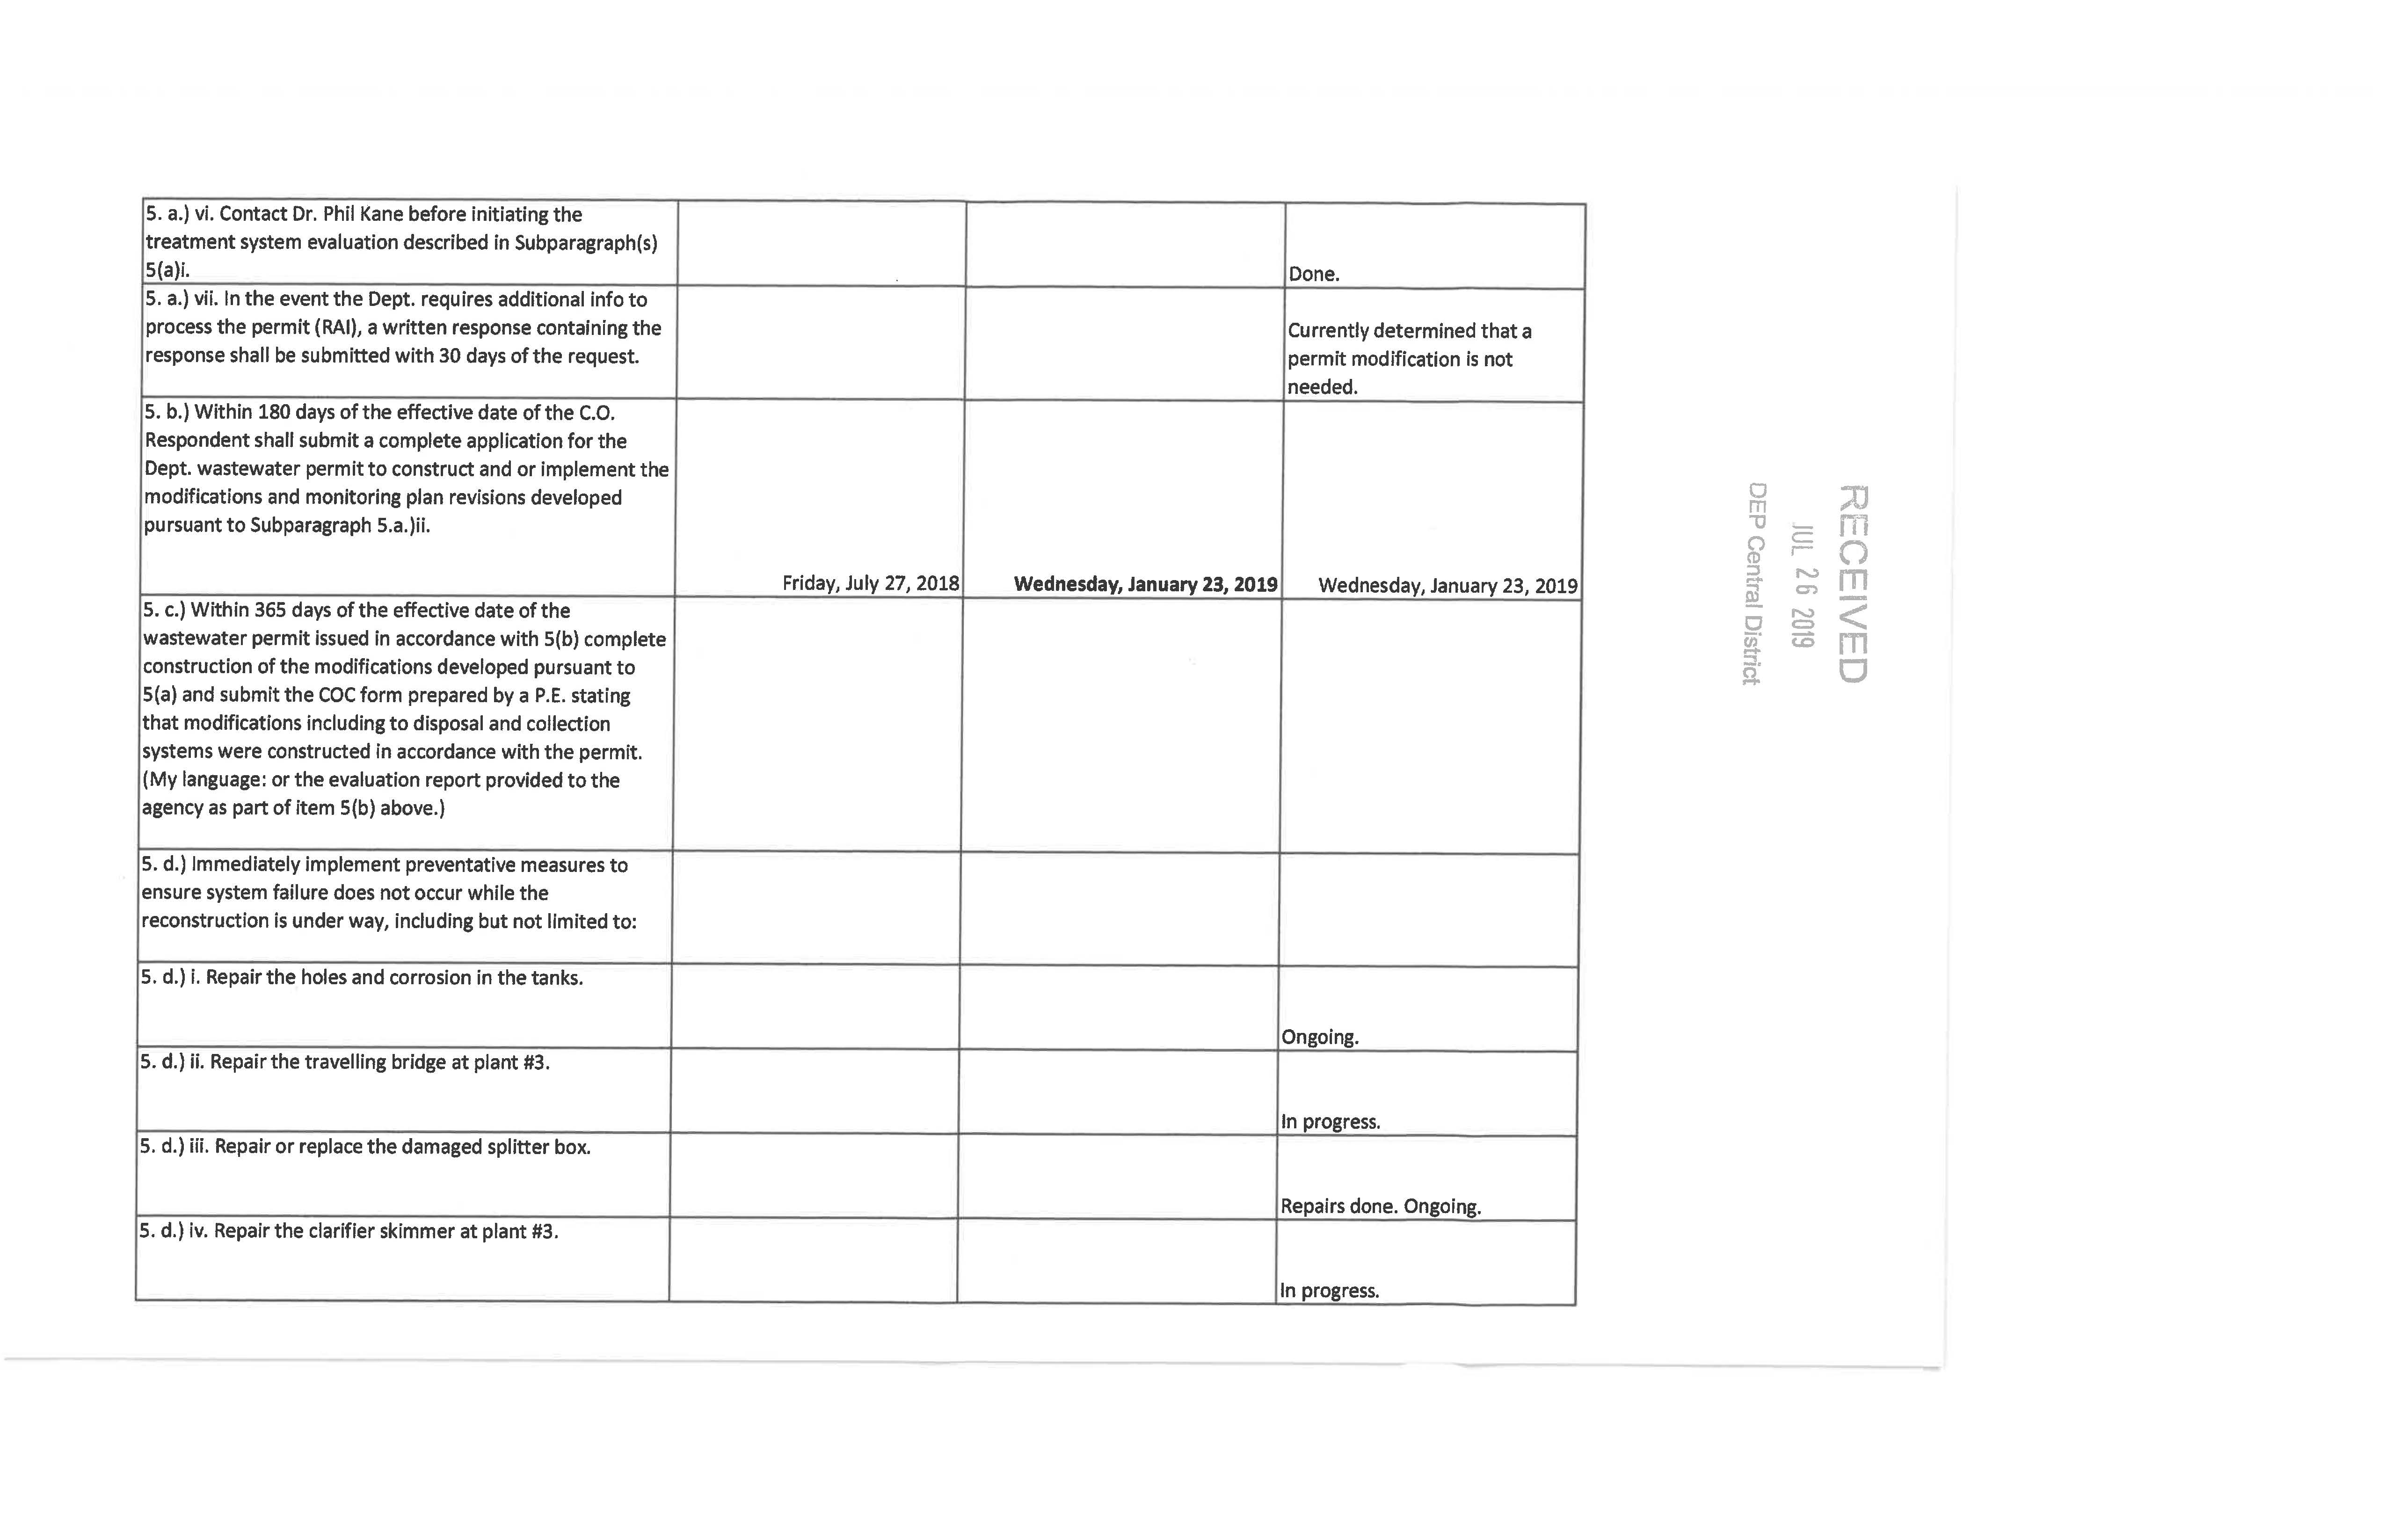 5. a.) vi. Contact Dr. Phil Kane before initiating the
treatment system evaluation described in Subparagraph(s)
5(a)i.
Done.
5. a.) vii. In the event the Dept. requires additional info to
process the permit (RAI), a written response containing the
response shall be submitted with 30 days of the request.
Currently determined that a
permit modification is not
needed.
5. b.) Within 180 days of the effective date of the C.O.
Respondent shall submit a complete application for the
Dept. wastewater permit to construct and or implement the
modifications and monitoring plan revisions developed
pursuant to Subparagraph 5.a.)ii.
Friday, July 27, 2018
Wednesday, January 23, 2019
Wednesday, January 23, 2019
5. c.) Within 365 days of the effective date of the
wastewater permit issued in accordance with 5(b) complete
construction of the modifications developed pursuant to
5(a) and submit the COC form prepared by a P.E. stating
that modifications including to disposal and collection
systems were constructed in accordance with the permit.
(My language: or the evaluation report provided to the
agency as part of item 5(b) above.)
5. d.) Immediately implement preventative measures to
ensure system failure does not occur while the
reconstruction is under way, including but not limited to:
5. d.) i. Repair the holes and corrosion in the tanks.
Ongoing.
5. d.) ii. Repair the travelling bridge at plant #3.
In progress.
5. d.) iii. Repair or replace the damaged splitter box.
Repairs done. Ongoing.
5. d.) iv. Repair the clarifier skimmer at plant #3.
In progress.
RECEIVED
JUL 26 2019
DEP Central District